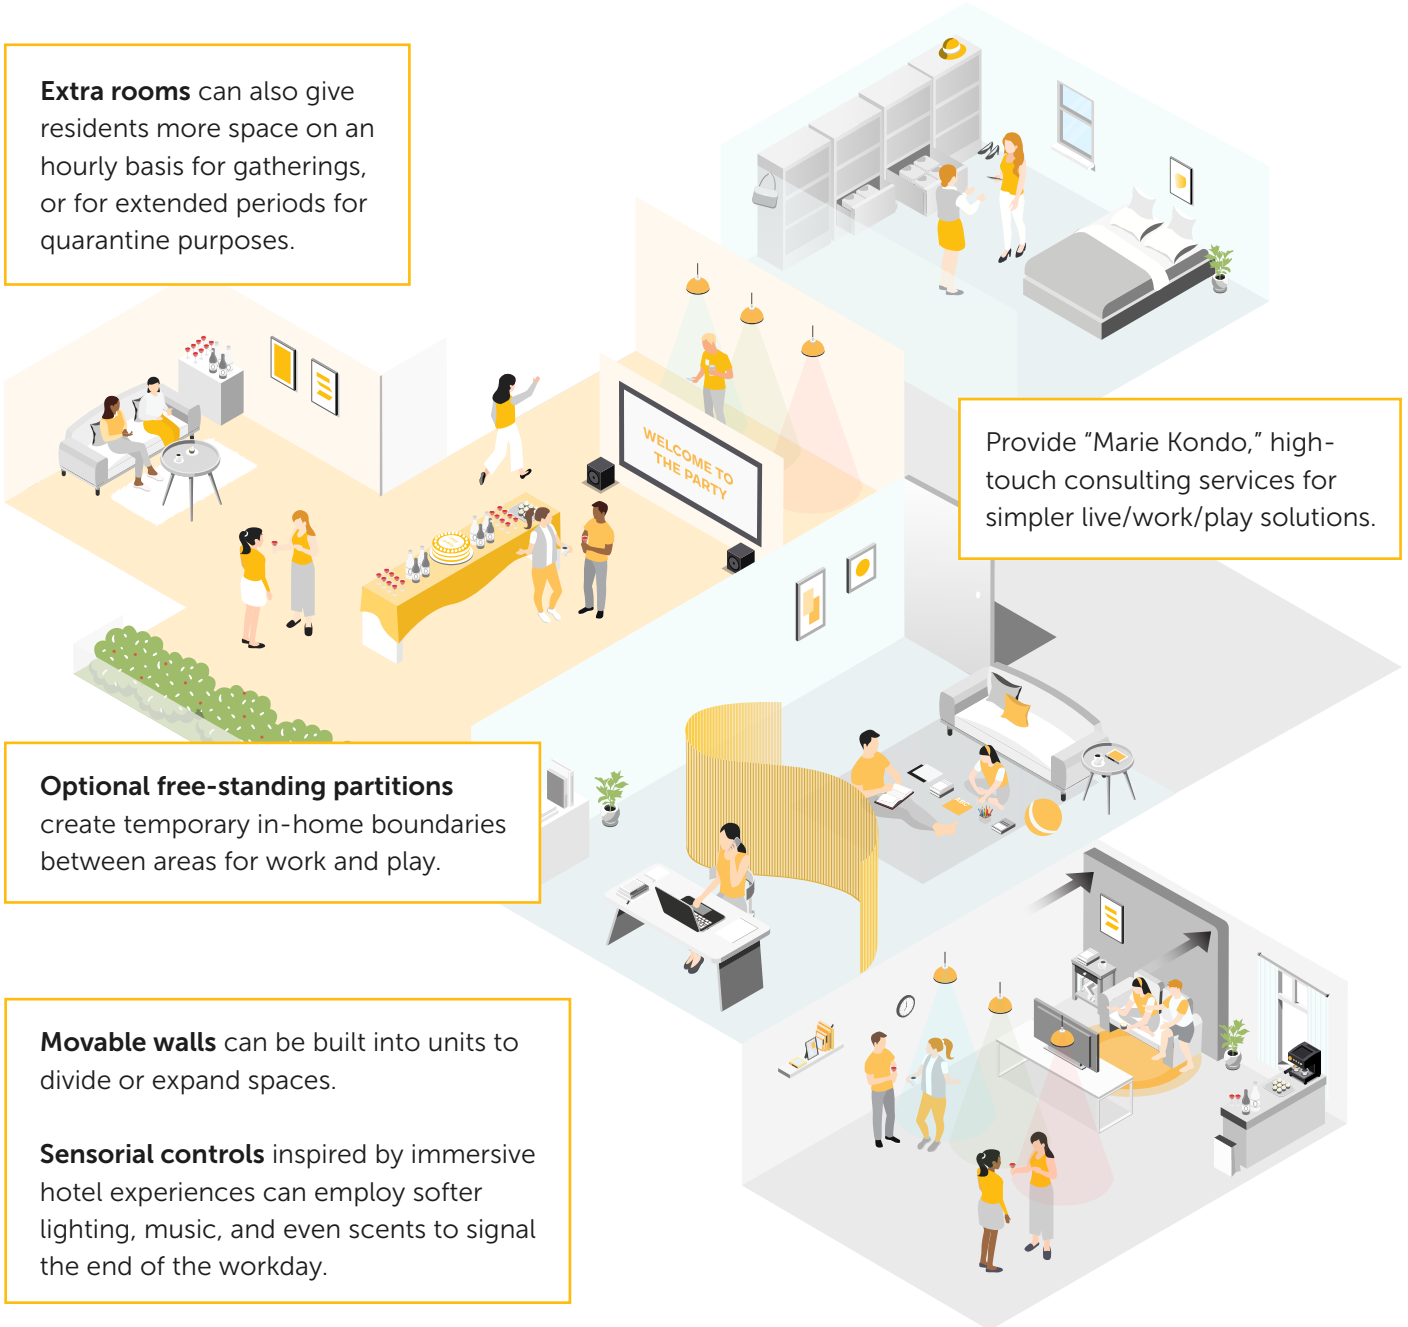 Extra rooms can also give
residents more space on an
hourly basis for gatherings,
or for extended periods for
quarantine purposes.
WELCOME TO
THE PARTY
Provide “Marie Kondo,” high-
touch consulting services for
simpler live/work/play solutions.
Optional free-standing partitions
create temporary in-home boundaries
between areas for work and play.
ABC
Movable walls can be built into units to
divide or expand spaces.
Sensorial controls inspired by immersive
hotel experiences can employ softer
lighting, music, and even scents to signal
the end of the workday.